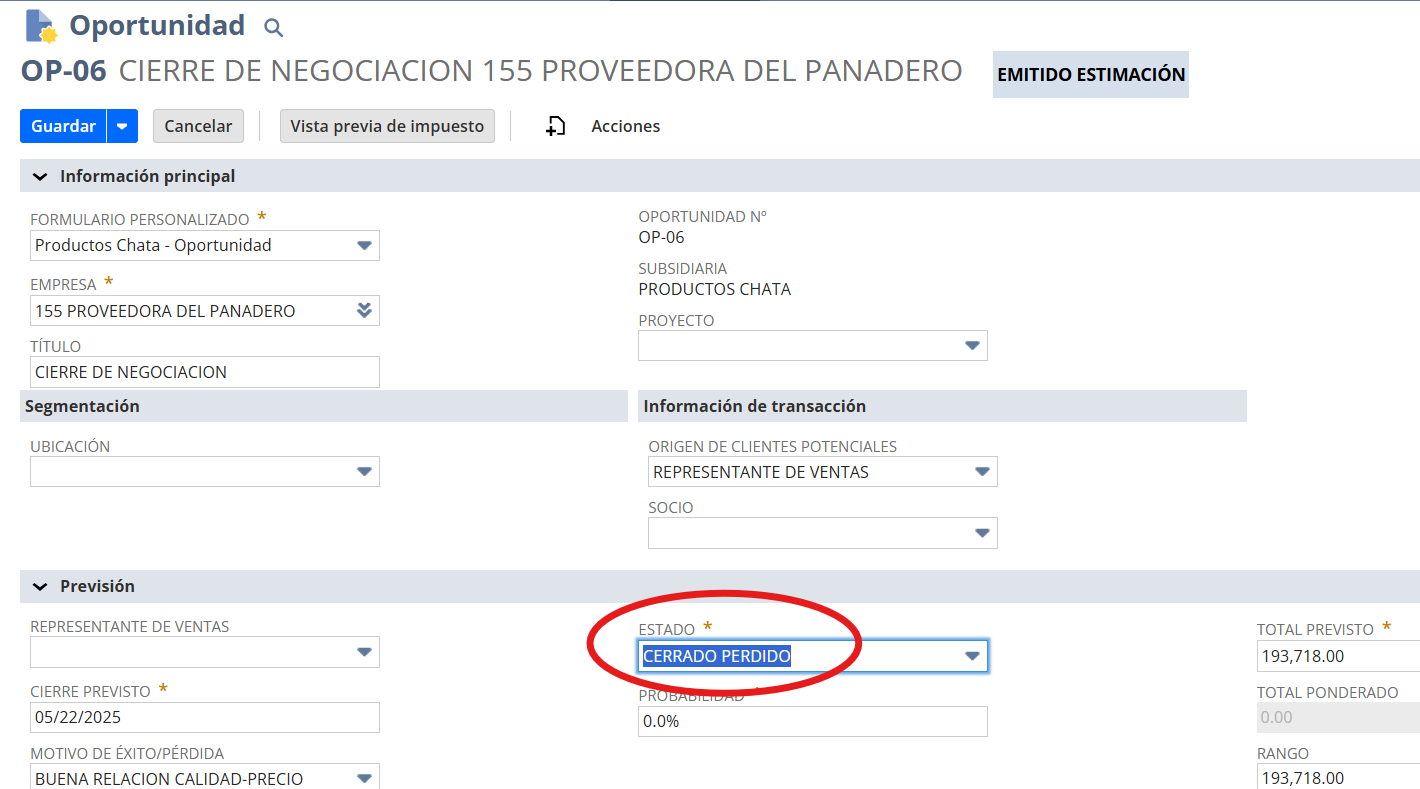 Oportunidad
OP-06 CIERRE DE NEGOCIACION 155 PROVEEDORA DEL PANADERO EMITIDO ESTIMACIÓN
Guardar Cancelar Vista previa de impuesto Acciones
Información principal
FORMULARIO PERSONALIZADO *
Productos Chata - Oportunidad
EMPRESA *
155 PROVEEDORA DEL PANADERO
TÍTULO
CIERRE DE NEGOCIACION
OPORTUNIDAD Nº
OP-06
SUBSIDIARIA
PRODUCTOS CHATA
PROYECTO
Segmentación
UBICACIÓN
Información de transacción
ORIGEN DE CLIENTES POTENCIALES
REPRESENTANTE DE VENTAS
SOCIO
Previsión
REPRESENTANTE DE VENTAS
CIERRE PREVISTO *
05/22/2025
MOTIVO DE ÉXITO/PÉRDIDA
BUENA RELACION CALIDAD-PRECIO
ESTADO *
CERRADO PERDIDO
PROBABILIDAD
0.0%
TOTAL PREVISTO *
193,718.00
TOTAL PONDERADO
0.00
RANGO
193,718.00